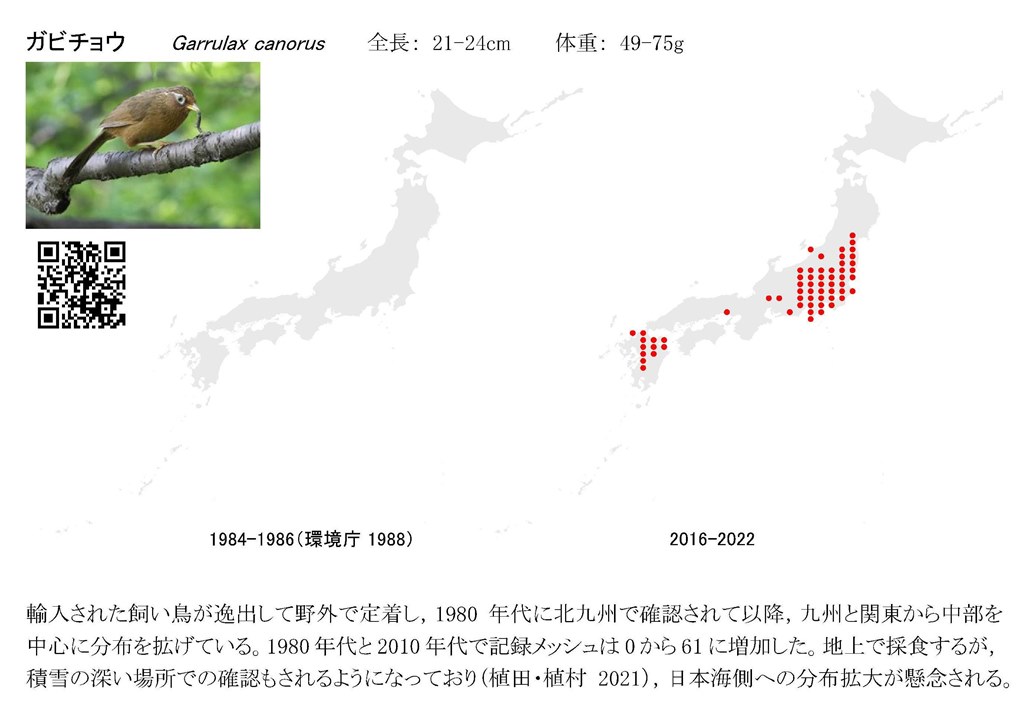 ガビチョウ Garrulax canorus 全長： 21-24cm 体重： 49-75g
1984-1986（環境庁 1988） 2016-2022
輸入された飼い鳥が逸出して野外で定着し，1980 年代に北九州で確認されて以降，九州と関東から中部を
中心に分布を拡げている。1980 年代と 2010 年代で記録メッシュは 0 から 61 に増加した。地上で採食するが，
積雪の深い場所での確認もされるようになっており（植田・植村 2021），日本海側への分布拡大が懸念される。